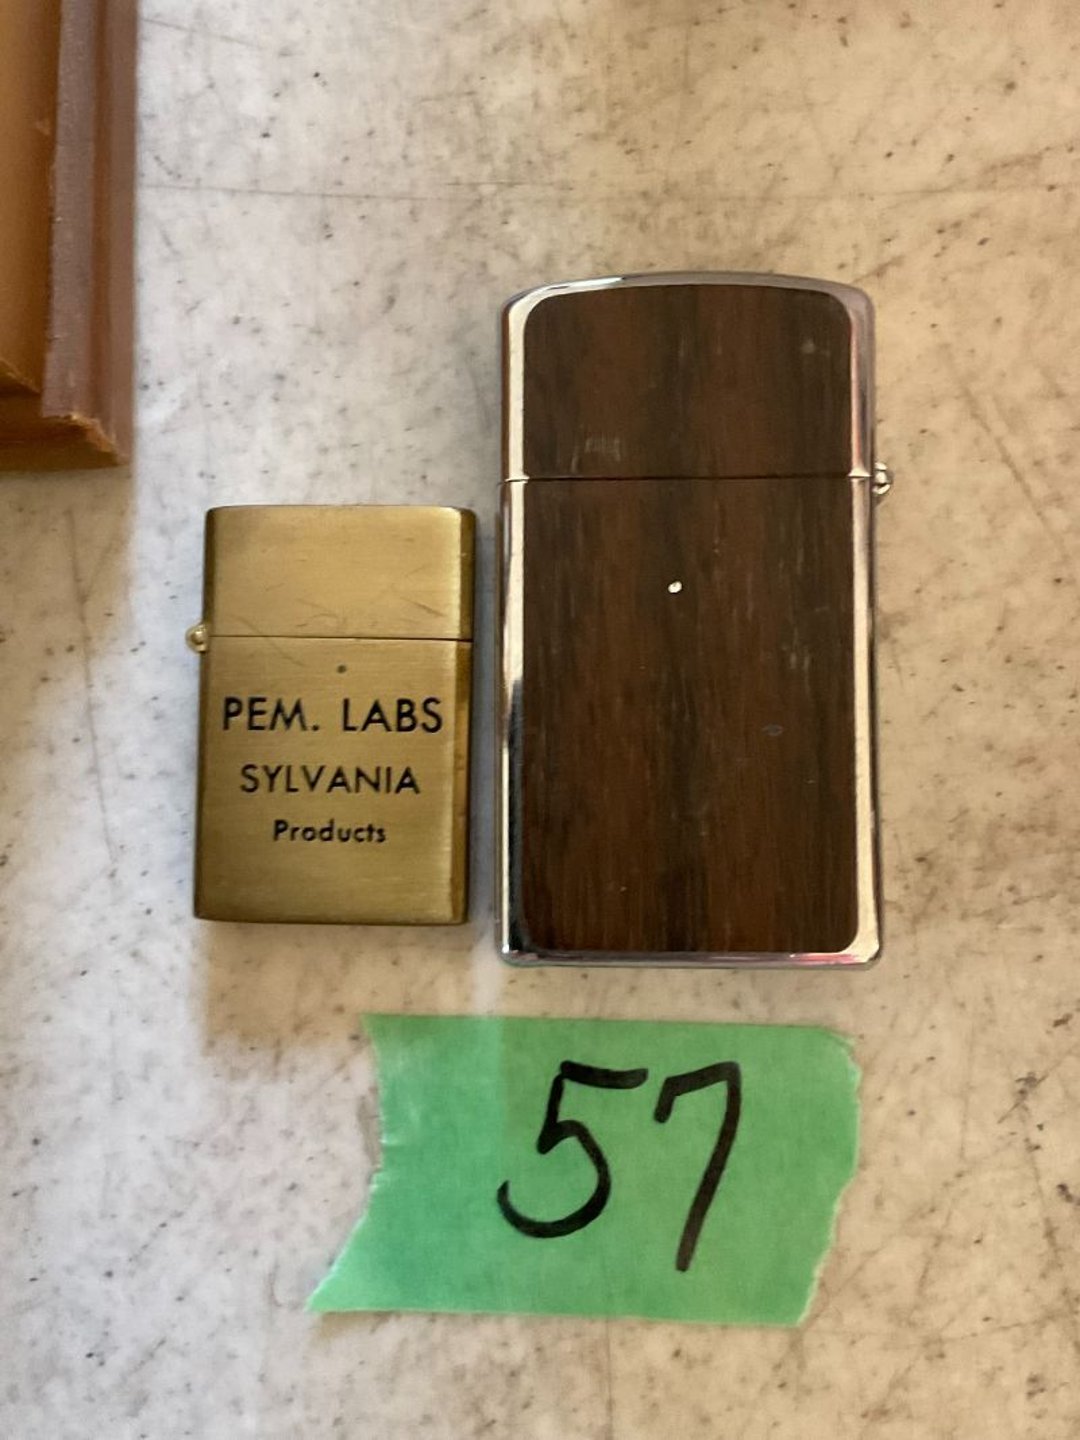 PEM. LABS
SYLVANIA
Products
57